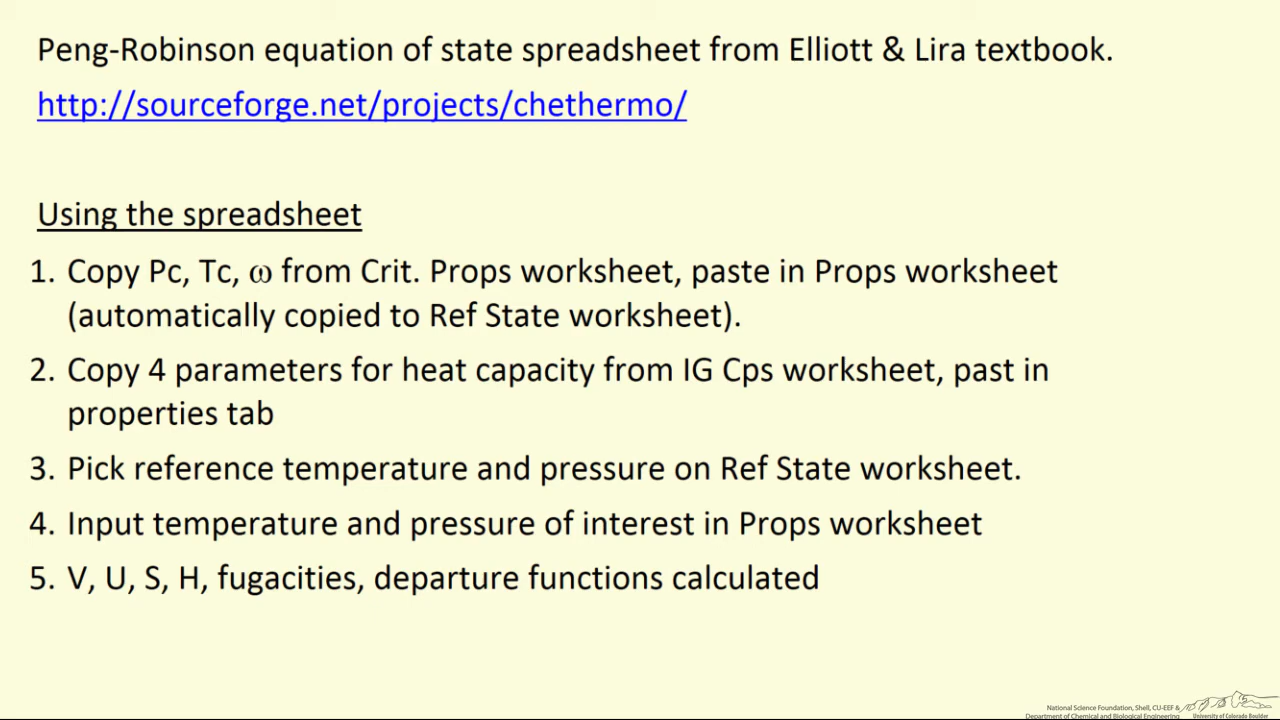 Peng-Robinson equation of state spreadsheet from Elliott & Lira textbook.
http://sourceforge.net/projects/chethermo/
Using the spreadsheet
1. Copy Pc, Tc, ω from Crit. Props worksheet, paste in Props worksheet
(automatically copied to Ref State worksheet).
2. Copy 4 parameters for heat capacity from IG Cps worksheet, past in
properties tab
3. Pick reference temperature and pressure on Ref State worksheet.
4. Input temperature and pressure of interest in Props worksheet
5. V, U, S, H, fugacities, departure functions calculated
National Science Foundation, Shell, CU-EEF &
Department of Chemical and Biological Engineering
University of Colorado Boulder